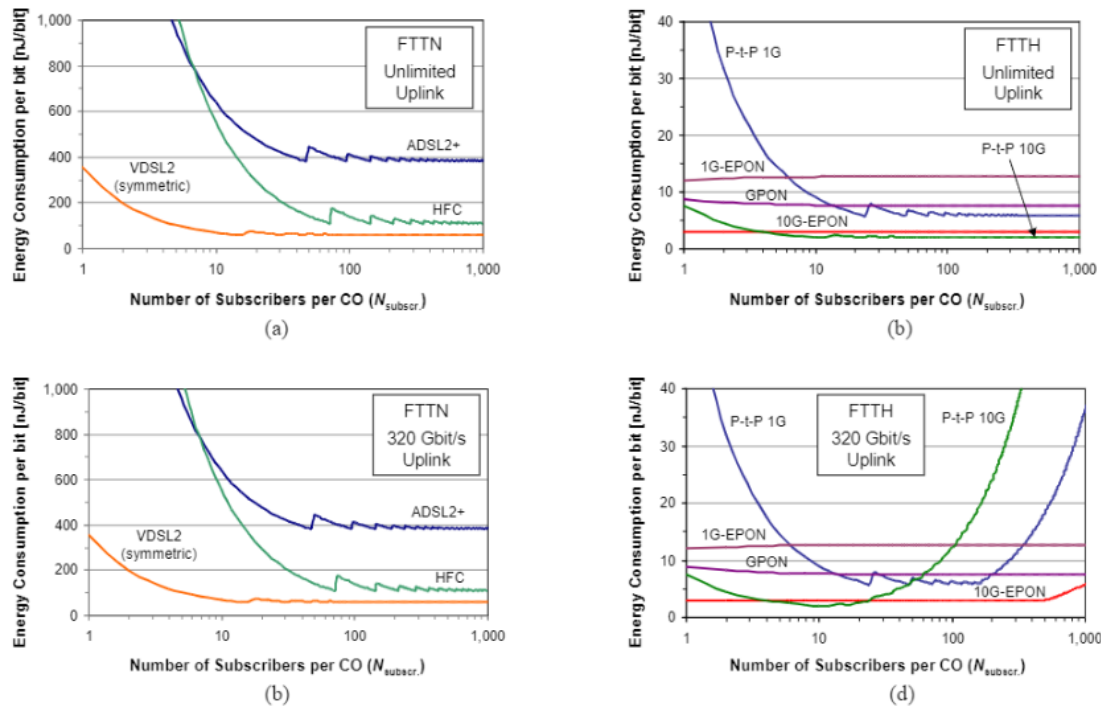 Energy Consumption per bit [nJ/bit]
1,000
800
600
400
200
0
FTTN
Unlimited
Uplink
ADSL2+
VDSL2
(symmetric)
HFC
1
10
100
1,000
Number of Subscribers per CO (Nsubscr.)
(a)
Energy Consumption per bit [nJ/bit]
40
30
20
10
0
P-t-P 1G
FTTH
Unlimited
Uplink
P-t-P 10G
1G-EPON
GPON
10G-EPON
1
10
100
1,000
Number of Subscribers per CO (Nsubscr.)
(b)
Energy Consumption per bit [nJ/bit]
1,000
800
600
400
200
0
FTTN
320 Gbit/s
Uplink
ADSL2+
VDSL2
(symmetric)
HFC
1
10
100
1,000
Number of Subscribers per CO (Nsubscr.)
(b)
Energy Consumption per bit [nJ/bit]
40
30
20
10
0
P-t-P 1G
FTTH
320 Gbit/s
Uplink
P-t-P 10G
1G-EPON
GPON
10G-EPON
1
10
100
1,000
Number of Subscribers per CO (Nsubscr.)
(d)